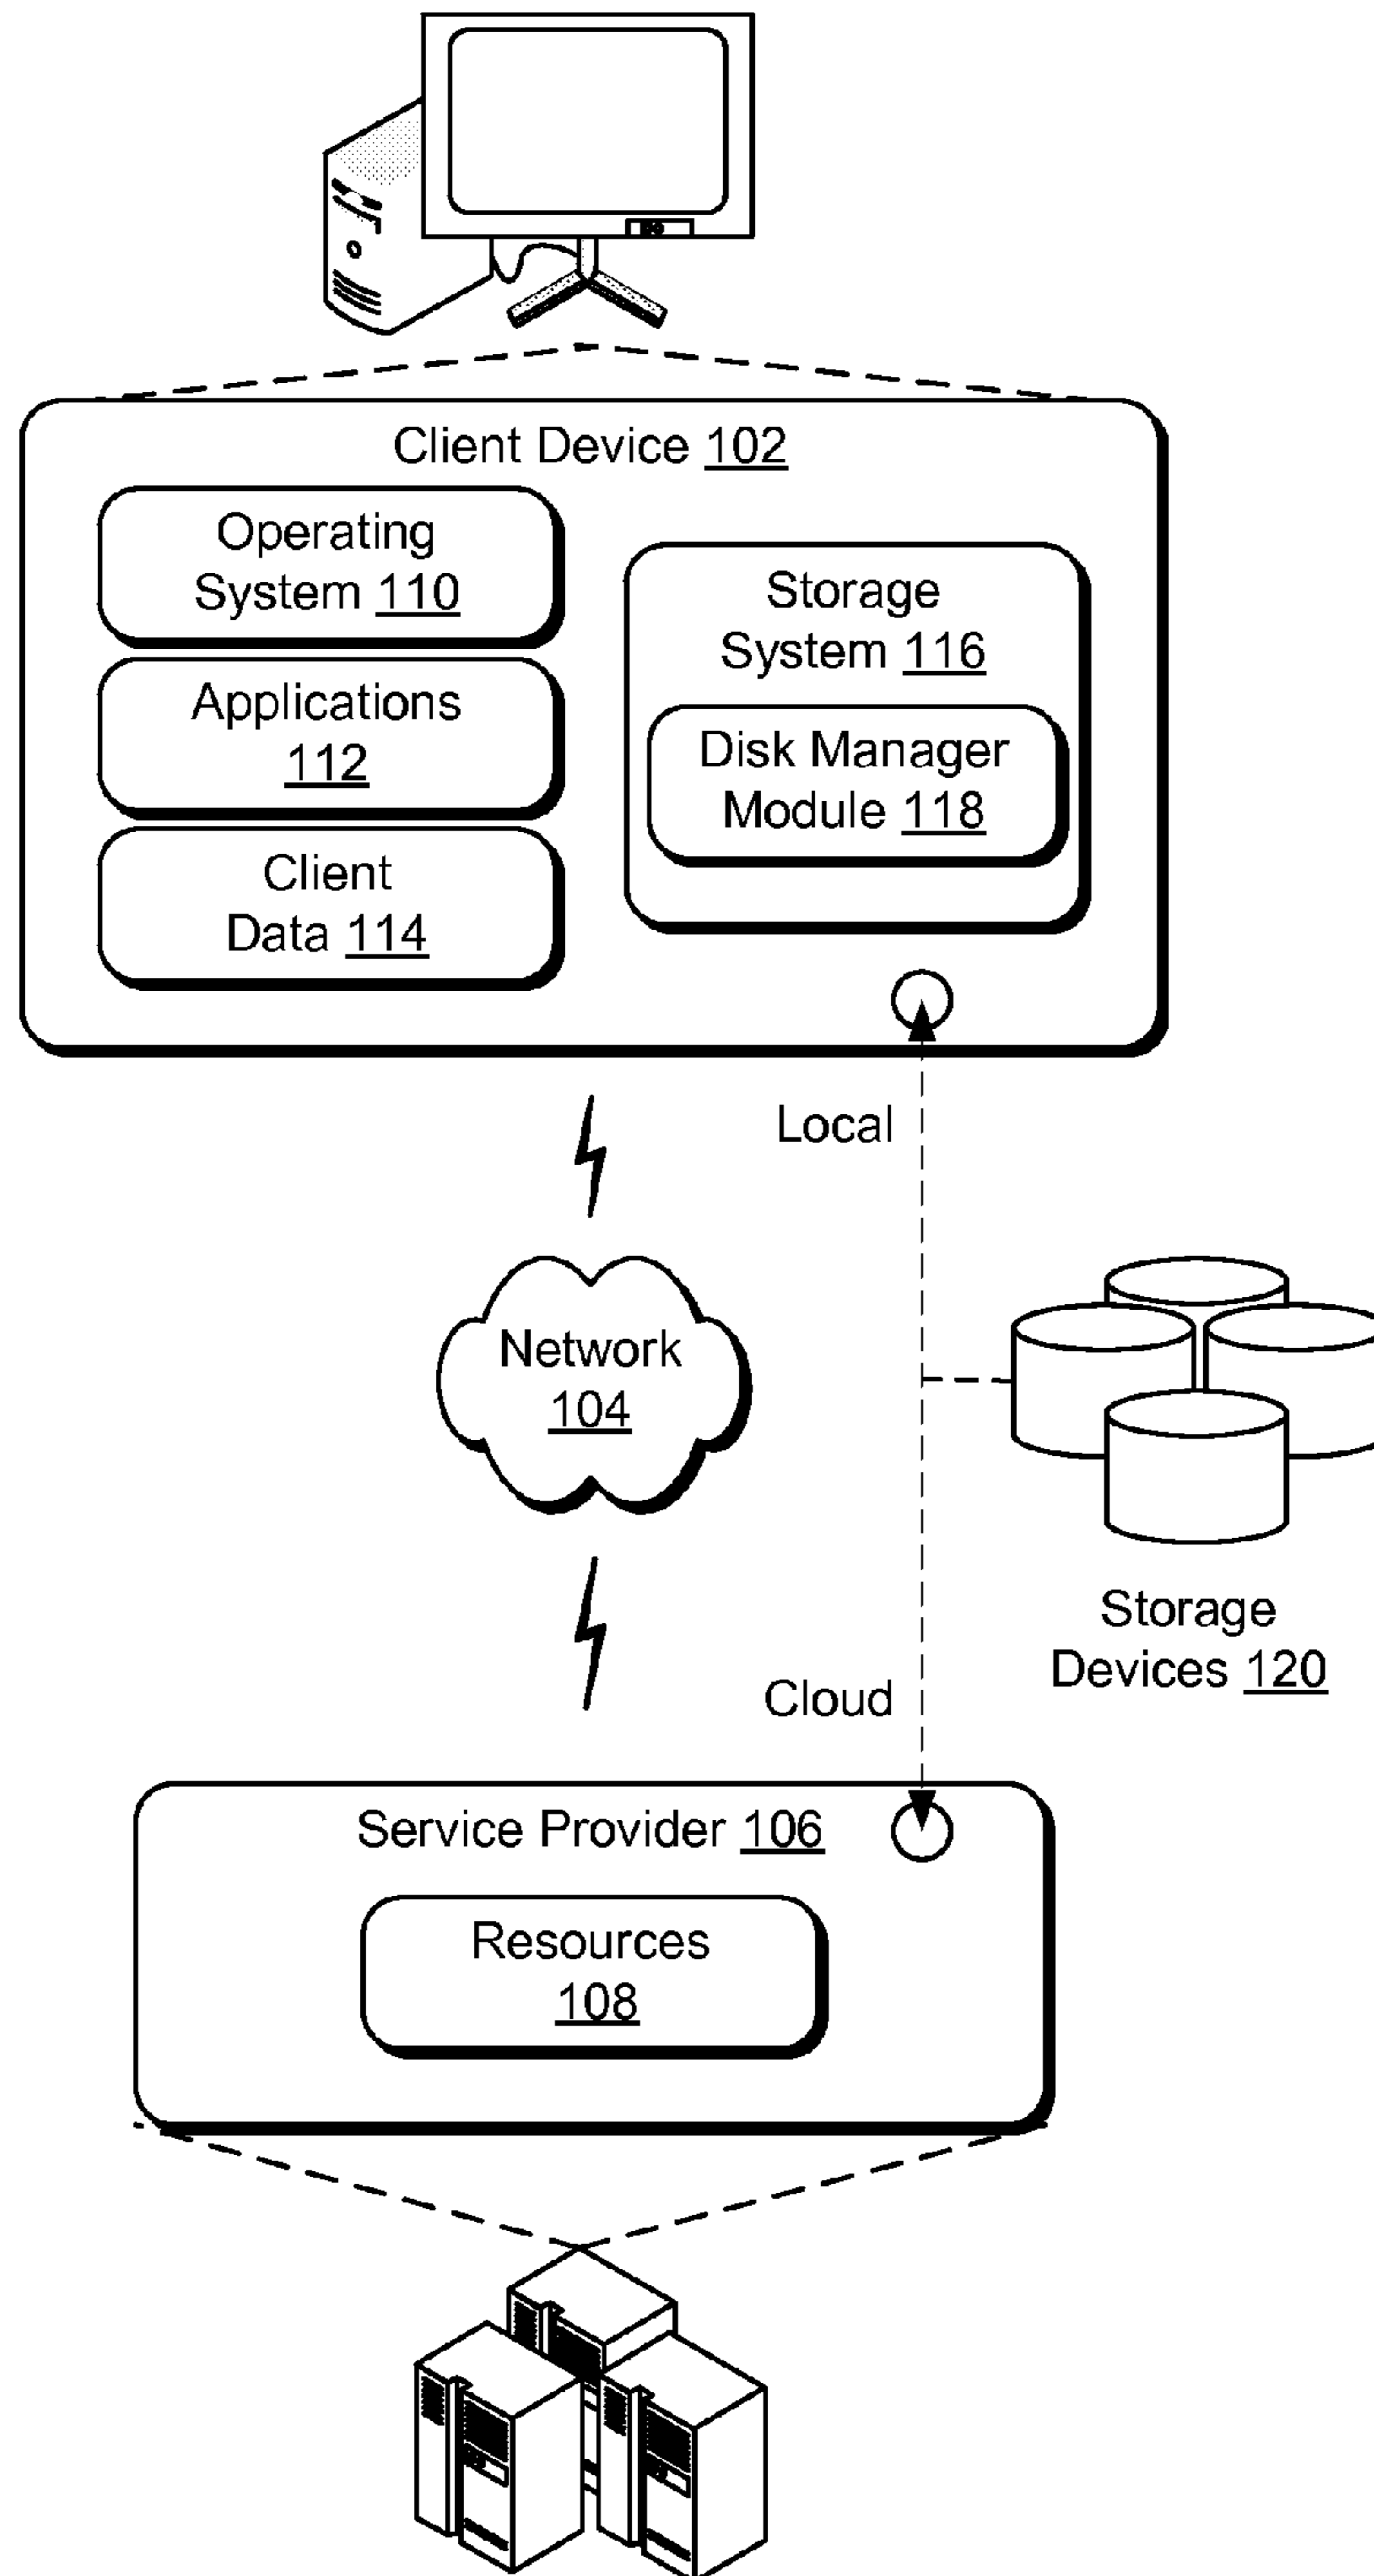 Client Device 102
Operating
System 110
Applications
112
Client
Data 114
Storage
System 116
Disk Manager
Module 118
Local
Network
104
Storage
Devices 120
Cloud
Service Provider 106
Resources
108